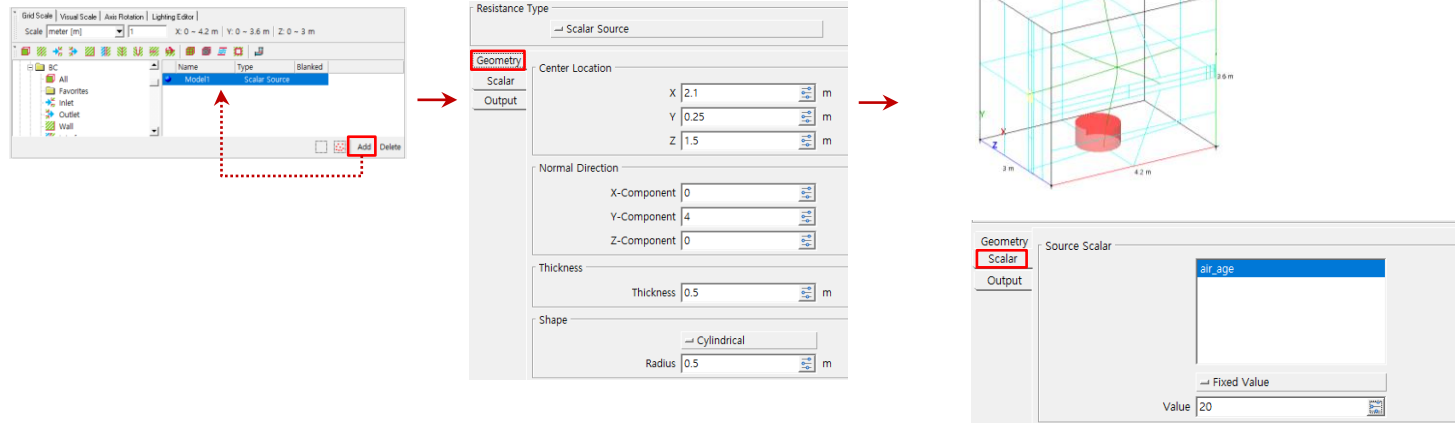 Grid Scale Visual Scale Axis Rotation Lighting Editor
Scale meter [m] 1 X: 0 ~ 4.2 m Y: 0 ~ 3.6 m Z: 0 ~ 3 m
BC
All
Favorites
Inlet
Outlet
Wall
Name Type Blanked
Model1 Scalar Source
Add Delete
Resistance Type
Scalar Source
Geometry
Scalar
Output
Center Location
X 2.1 m
Y 0.25 m
Z 1.5 m
Normal Direction
X-Component 0
Y-Component 4
Z-Component 0
Thickness
Thickness 0.5 m
Shape
Cylindrical
Radius 0.5 m
3.6 m
Y
X
Z
3 m
4.2 m
Geometry
Scalar
Output
Source Scalar
air_age
Fixed Value
Value 20